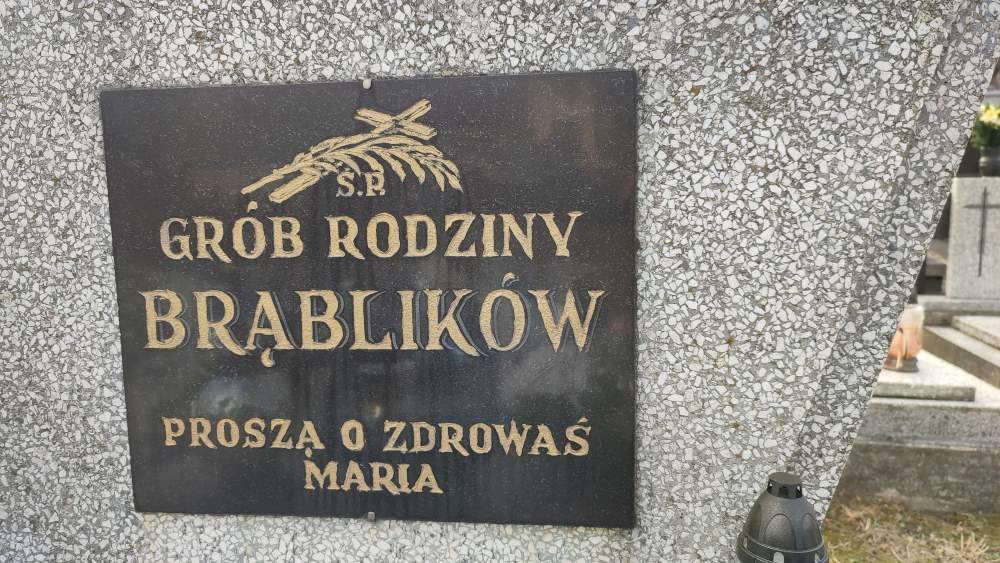 Ś.P.
GRÓB RODZINY
BRĄBLIKÓW
PROSZĄ O ZDROWAŚ
MARIA